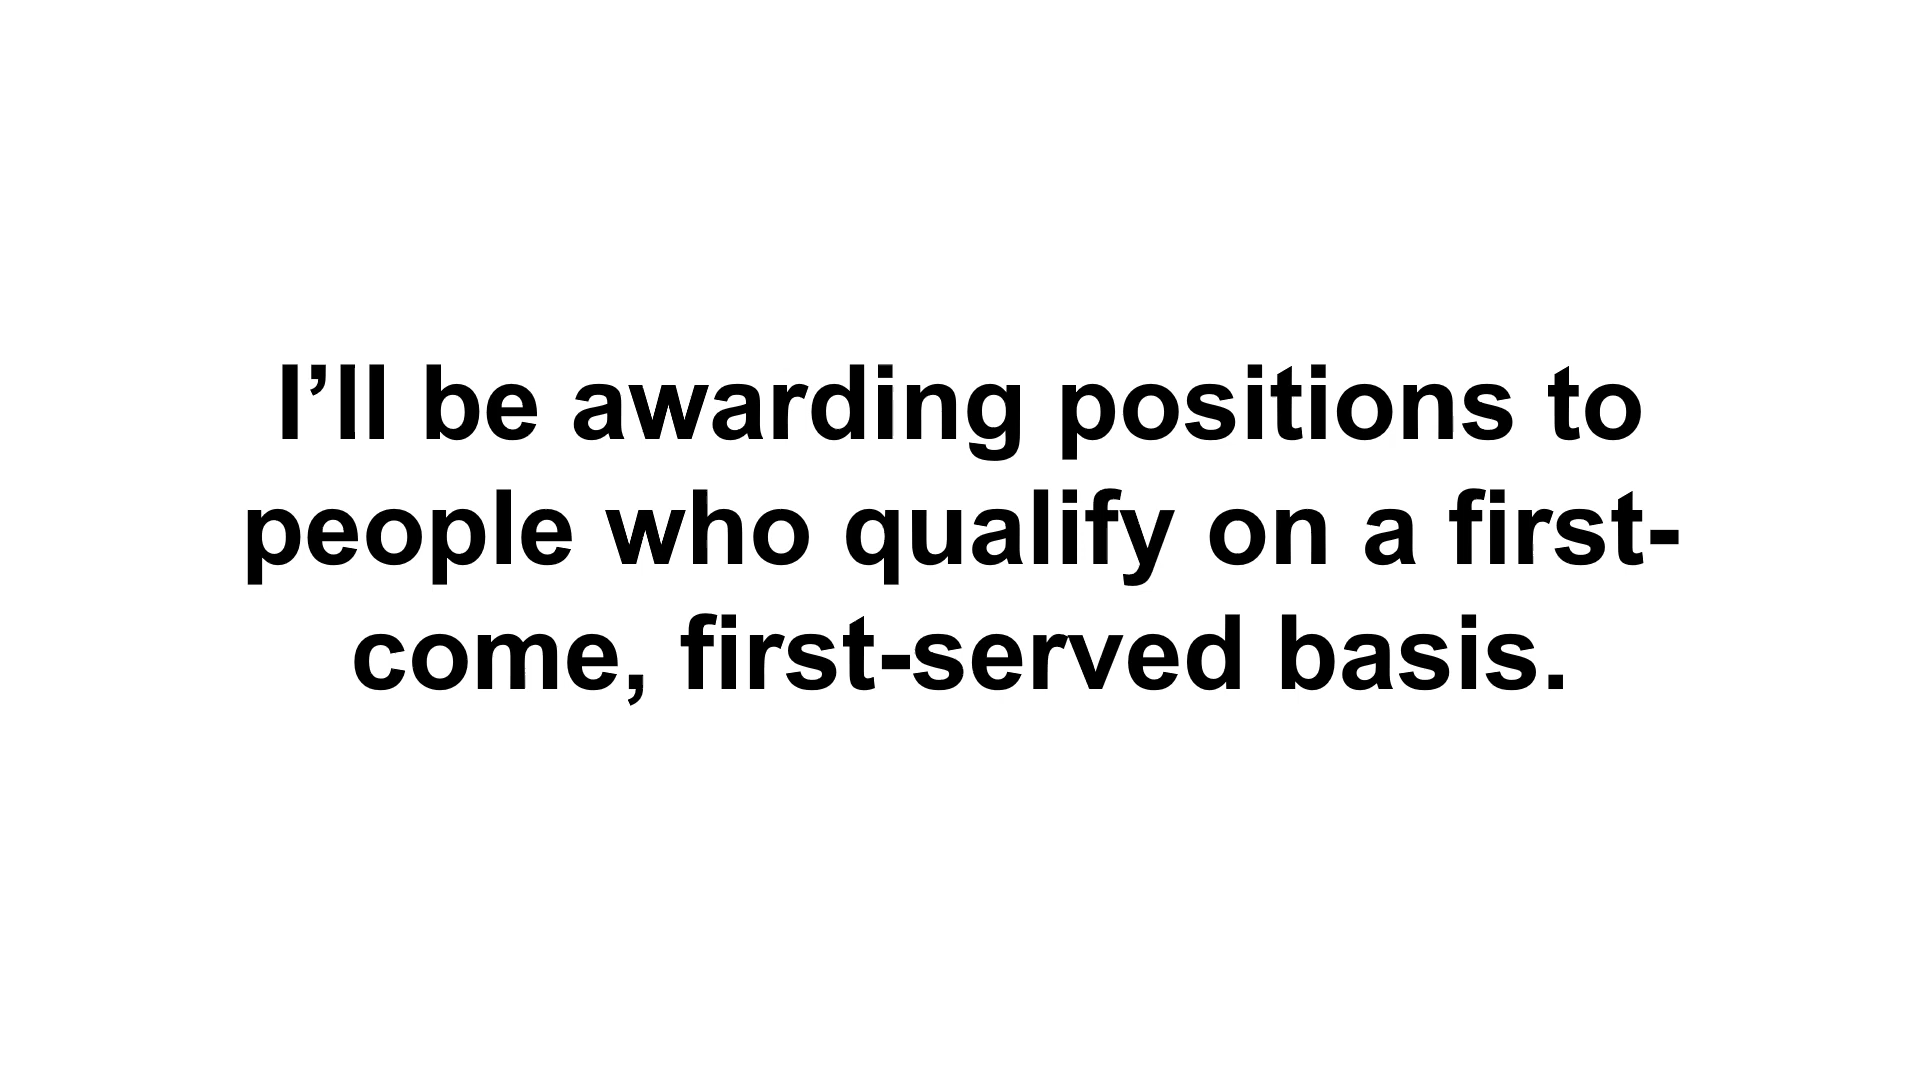 I’ll be awarding positions to
people who qualify on a first-
come, first-served basis.